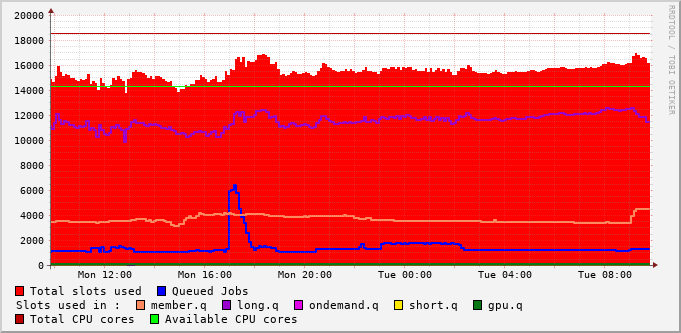 20000
18000
16000
14000
12000
10000
8000
6000
4000
2000
0
Mon 12:00 Mon 16:00 Mon 20:00 Tue 00:00 Tue 04:00 Tue 08:00
Total slots used Queued Jobs
Slots used in : member.q long.q ondemand.q short.q gpu.q
Total CPU cores Available CPU cores
RRDTOOL / TOBI OETIKER